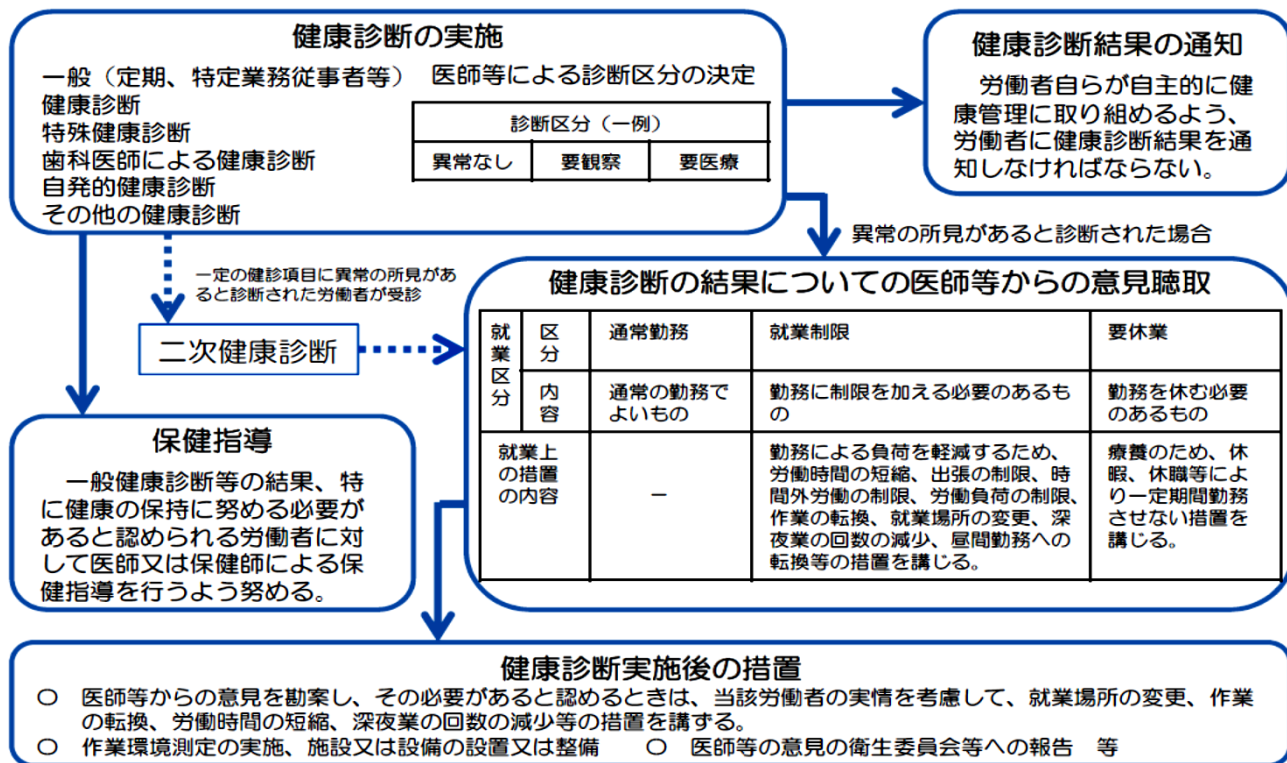 健康診断の実施
一般（定期、特定業務従事者等）
健康診断
特殊健康診断
歯科医師による健康診断
自発的健康診断
その他の健康診断
医師等による診断区分の決定
診断区分（一例）
異常なし
要観察
要医療
健康診断結果の通知
労働者自らが自主的に健
康管理に取り組めるよう、
労働者に健康診断結果を通
知しなければならない。
異常の所見があると診断された場合
一定の健診項目に異常の所見があ
ると診断された労働者が受診
二次健康診断
健康診断の結果についての医師等からの意見聴取
就業区分
区分
通常勤務
就業制限
要休業
内容
通常の勤務で
よいもの
勤務に制限を加える必要のあるも
の
勤務を休む必要
のあるもの
就業上
の措置
の内容
－
勤務による負荷を軽減するため、
労働時間の短縮、出張の制限、時
間外労働の制限、労働負荷の制限、
作業の転換、就業場所の変更、深
夜業の回数の減少、昼間勤務への
転換等の措置を講じる。
療養のため、休
暇、休職等によ
り一定期間勤務
させない措置を
講じる。
保健指導
一般健康診断等の結果、特
に健康の保持に努める必要
があると認められる労働者に対
して医師又は保健師による保
健指導を行うよう努める。
健康診断実施後の措置
○ 医師等からの意見を勘案し、その必要があると認めるときは、当該労働者の実情を考慮して、就業場所の変更、作業
の転換、労働時間の短縮、深夜業の回数の減少等の措置を講ずる。
○ 作業環境測定の実施、施設又は設備の設置又は整備 ○ 医師等の意見の衛生委員会等への報告 等